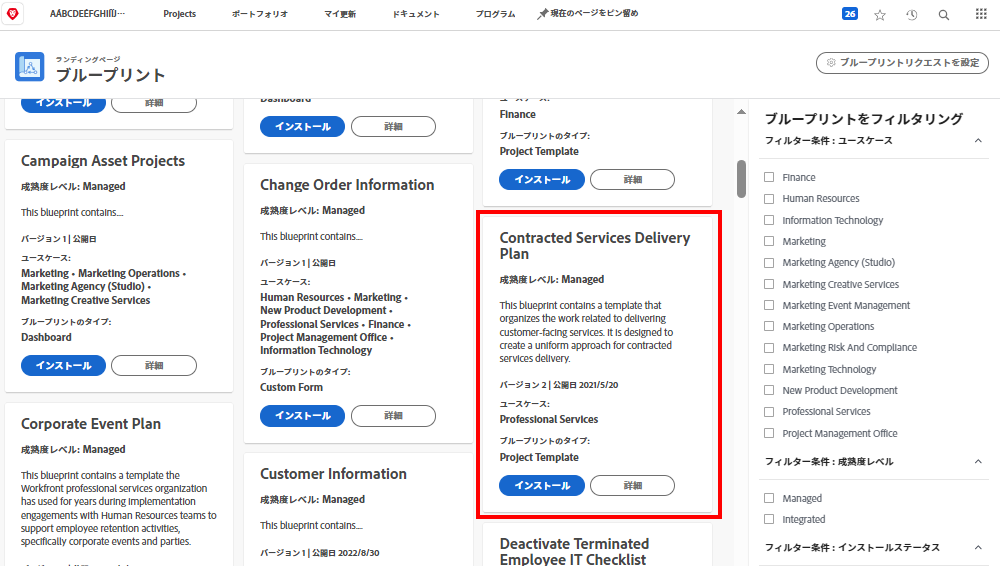 AÁBCDEÉFGHIÍJ…
Projects
ポートフォリオ
マイ更新
ドキュメント
プログラム
現在のページをピン留め
26
ランディングページ
ブループリント
ブループリントリクエストを設定
インストール
詳細
Campaign Asset Projects
成熟度レベル: Managed
This blueprint contains...
バージョン 1 | 公開日
ユースケース:
Marketing • Marketing Operations •
Marketing Agency (Studio) •
Marketing Creative Services
ブループリントのタイプ:
Dashboard
インストール
詳細
Corporate Event Plan
成熟度レベル: Managed
This blueprint contains a template the
Workfront professional services organization
has used for years during implementation
engagements with Human Resources teams to
support employee retention activities,
specifically corporate events and parties.
Dashboard
インストール
詳細
Change Order Information
成熟度レベル: Managed
This blueprint contains...
バージョン 1 | 公開日
ユースケース:
Human Resources • Marketing •
New Product Development •
Professional Services • Finance •
Project Management Office •
Information Technology
ブループリントのタイプ:
Custom Form
インストール
詳細
Customer Information
成熟度レベル: Managed
This blueprint contains...
バージョン 1 | 公開日 2022/8/30
ユースケース:
Finance
ブループリントのタイプ:
Project Template
インストール
詳細
Contracted Services Delivery
Plan
成熟度レベル: Managed
This blueprint contains a template that
organizes the work related to delivering
customer-facing services. It is designed to
create a uniform approach for contracted
services delivery.
バージョン 2 | 公開日 2021/5/20
ユースケース:
Professional Services
ブループリントのタイプ:
Project Template
インストール
詳細
Deactivate Terminated
Employee IT Checklist
ブループリントをフィルタリング
フィルター条件 : ユースケース
Finance
Human Resources
Information Technology
Marketing
Marketing Agency (Studio)
Marketing Creative Services
Marketing Event Management
Marketing Operations
Marketing Risk And Compliance
Marketing Technology
New Product Development
Professional Services
Project Management Office
フィルター条件 : 成熟度レベル
Managed
Integrated
フィルター条件 : インストールステータス